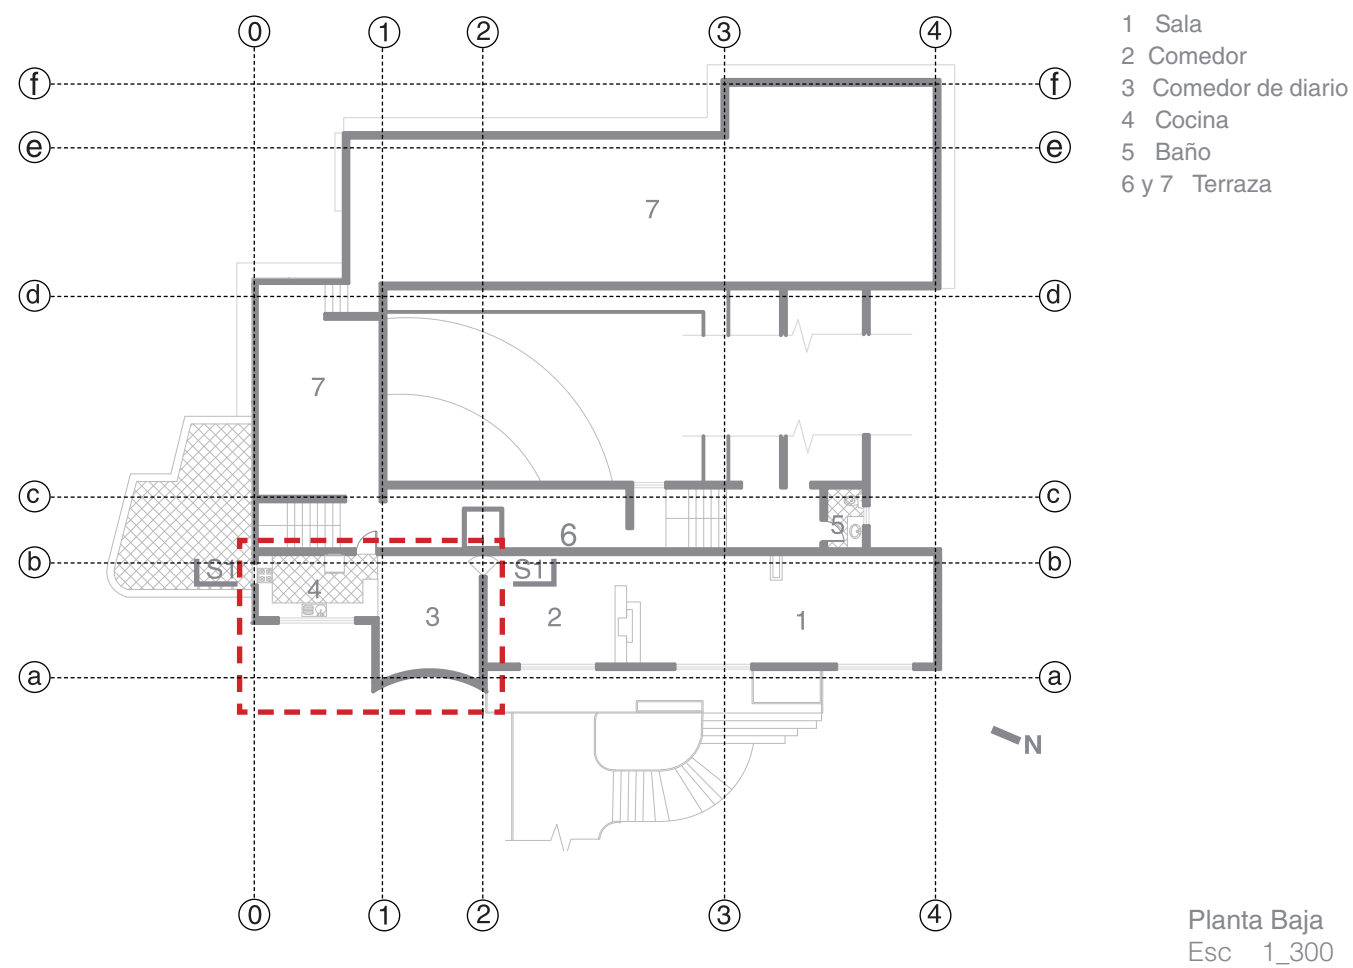 0 1 2 3 4
1 Sala
2 Comedor
f f
3 Comedor de diario
4 Cocina
e e
5 Baño
6 y 7 Terraza
7
d d
7
c c
5
6
b b
S1 S1
4
3 2 1
a a
N
0 1 2 3 4
Planta Baja
Esc 1_300